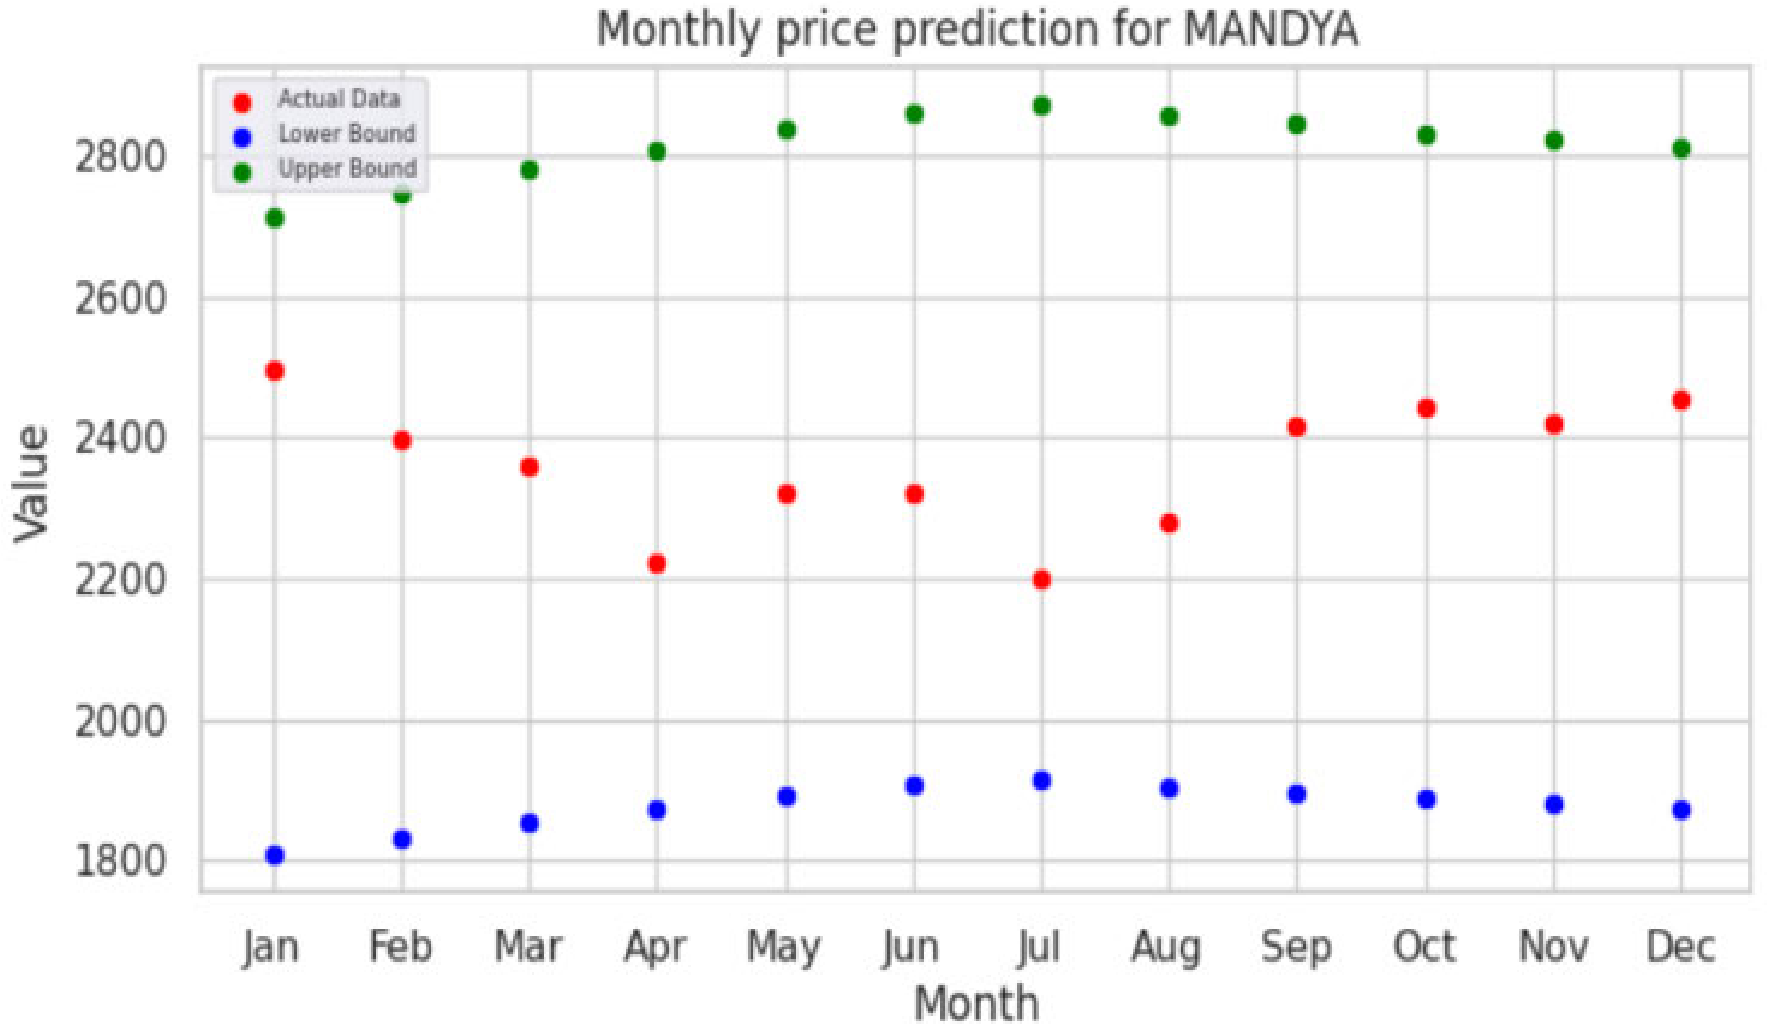 Monthly price prediction for MANDYA
Actual Data
Lower Bound
Upper Bound
2800
2600
2400
2200
2000
1800
Value
Jan Feb Mar Apr May Jun Jul Aug Sep Oct Nov Dec
Month